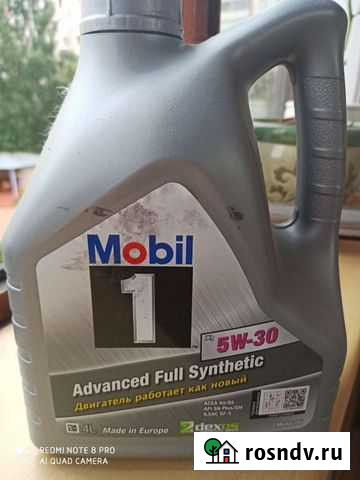 Mobil
1
5W-30
Advanced Full Synthetic
Двигатель работает как новый
4L Made in Europe
dexos
REDMI NOTE 8 PRO
AI QUAD CAMERA
rosndv.ru